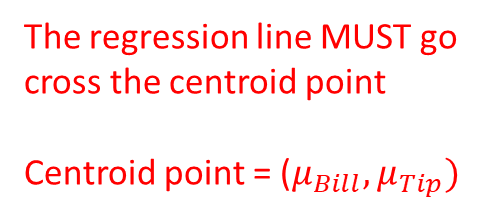 The regression line MUST go
cross the centroid point
Centroid point = (μ_Bill, μ_Tip)